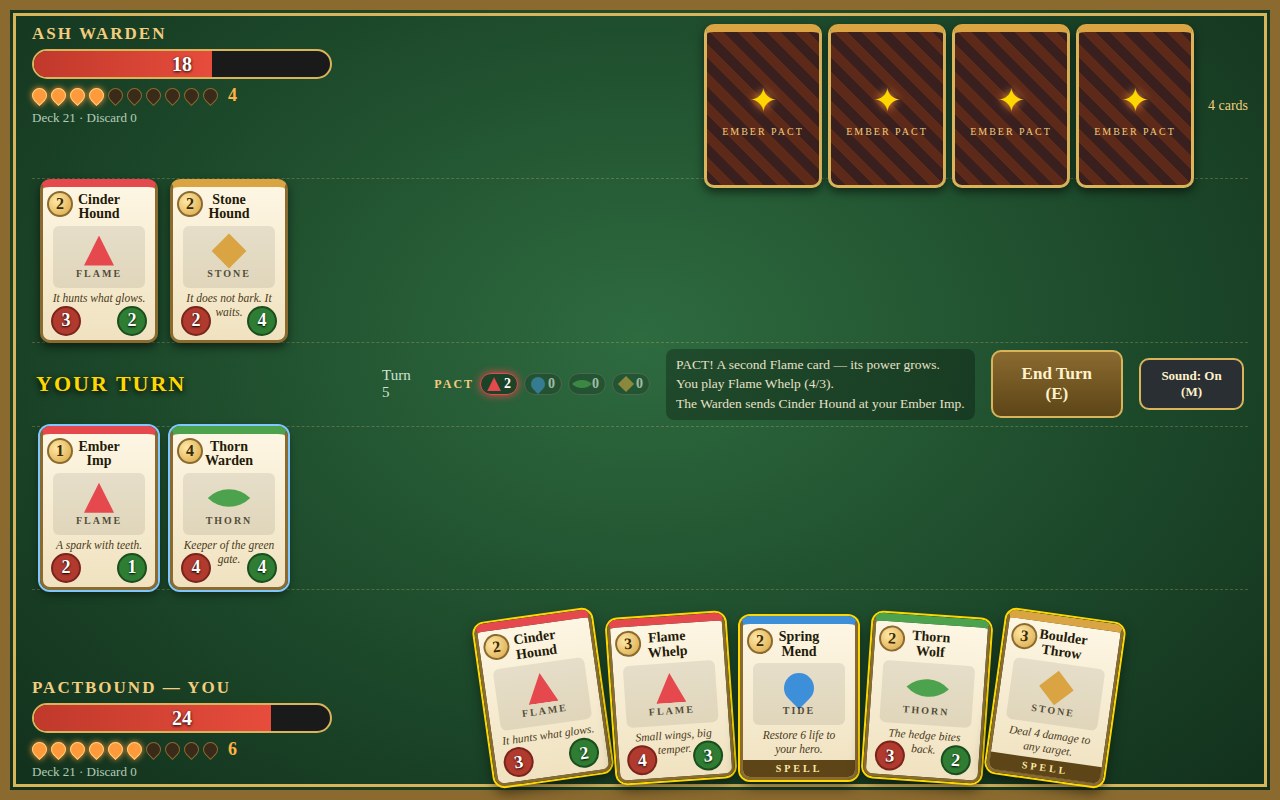 ASH WARDEN
18
4
Deck 21 · Discard 0
EMBER PACT
EMBER PACT
EMBER PACT
EMBER PACT
4 cards
2
Cinder
Hound
FLAME
It hunts what glows.
3
2
2
Stone
Hound
STONE
It does not bark. It
waits.
2
4
YOUR TURN
Turn
5
PACT
2
0
0
0
PACT! A second Flame card — its power grows.
You play Flame Whelp (4/3).
The Warden sends Cinder Hound at your Ember Imp.
End Turn
(E)
Sound: On
(M)
1
Ember
Imp
FLAME
A spark with teeth.
2
1
4
Thorn
Warden
THORN
Keeper of the green
gate.
4
4
PACTBOUND — YOU
24
6
Deck 21 · Discard 0
2
Cinder
Hound
FLAME
It hunts what glows.
3
2
3
Flame
Whelp
FLAME
Small wings, big
temper.
4
3
2
Spring
Mend
TIDE
Restore 6 life to
your hero.
SPELL
2
Thorn
Wolf
THORN
The hedge bites
back.
3
2
3
Boulder
Throw
STONE
Deal 4 damage to
any target.
SPELL